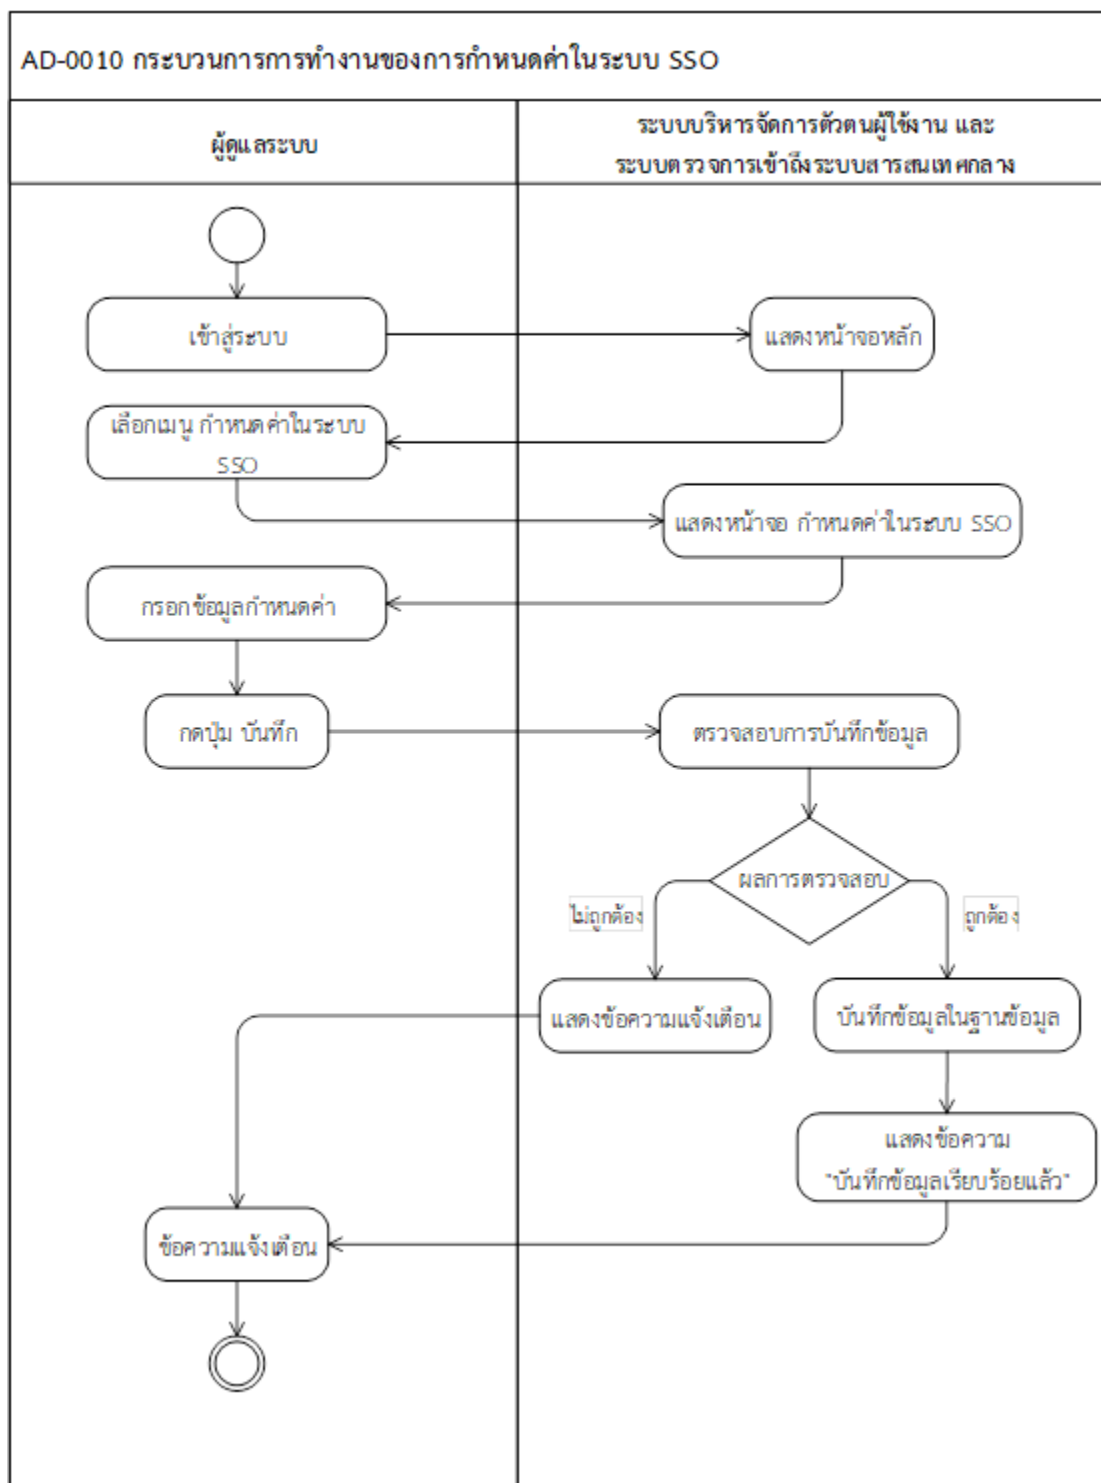 AD-0010 กระบวนการการทำงานของการกำหนดค่าในระบบ SSO
ผู้ดูแลระบบ
ระบบบริหารจัดการตัวตนผู้ใช้งาน และ
ระบบตรวจการเข้าถึงระบบสารสนเทศกลาง
เข้าสู่ระบบ
แสดงหน้าจอหลัก
เลือกเมนู กำหนดค่าในระบบ
SSO
แสดงหน้าจอ กำหนดค่าในระบบ SSO
กรอกข้อมูลกำหนดค่า
กดปุ่ม บันทึก
ตรวจสอบการบันทึกข้อมูล
ผลการตรวจสอบ
ไม่ถูกต้อง
ถูกต้อง
แสดงข้อความแจ้งเตือน
บันทึกข้อมูลในฐานข้อมูล
แสดงข้อความ
"บันทึกข้อมูลเรียบร้อยแล้ว"
ข้อความแจ้งเตือน